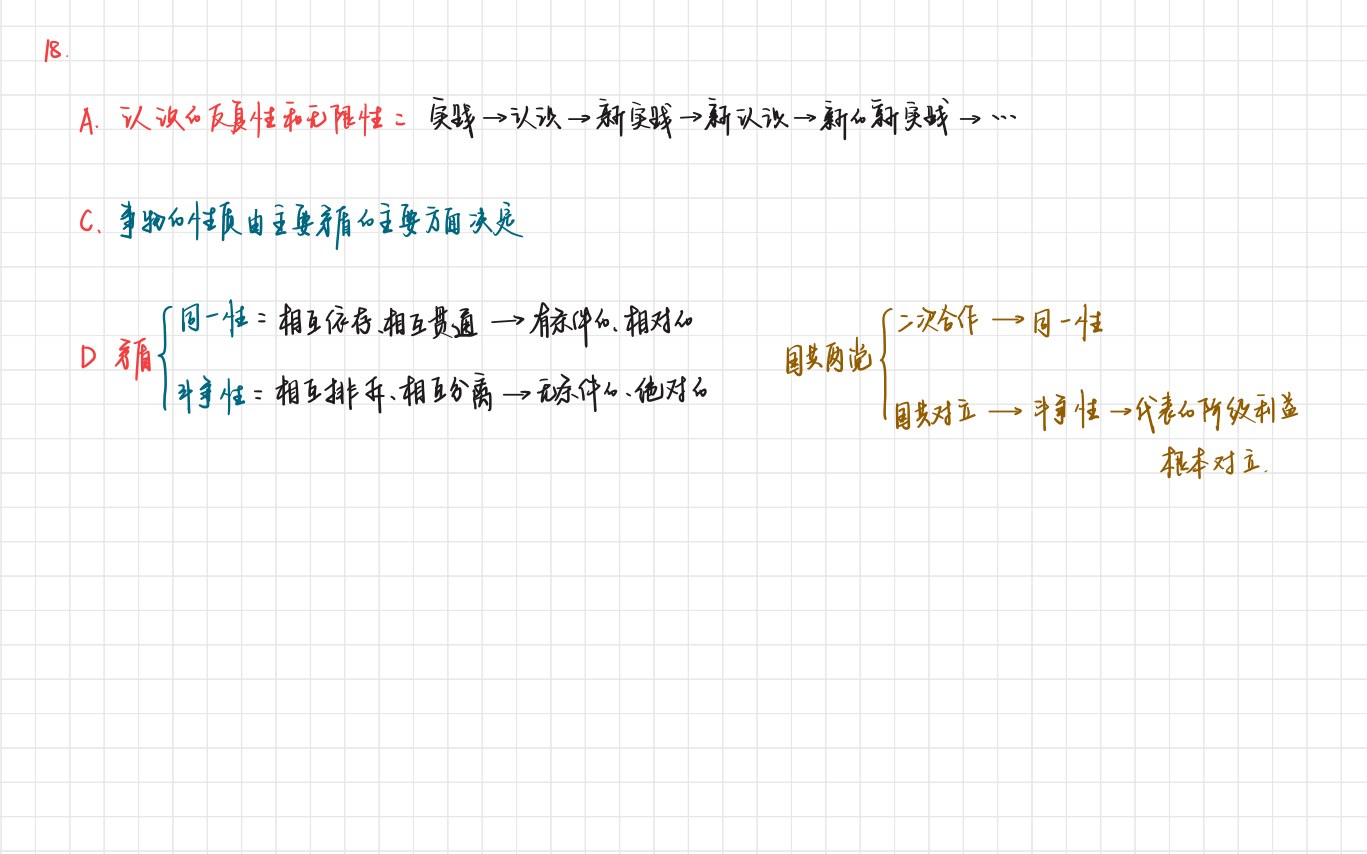 18.
A. 认识的反复性和无限性: 实践→认识→新实践→新认识→新的新实践→…
C. 事物的性质由主要矛盾的主要方面决定
D 矛盾
同一性: 相互依存、相互贯通 → 有条件的、相对的
斗争性: 相互排斥、相互分离 → 无条件的、绝对的
国共两党
二次合作 → 同一性
国共对立 → 斗争性 → 代表的阶级利益
根本对立.